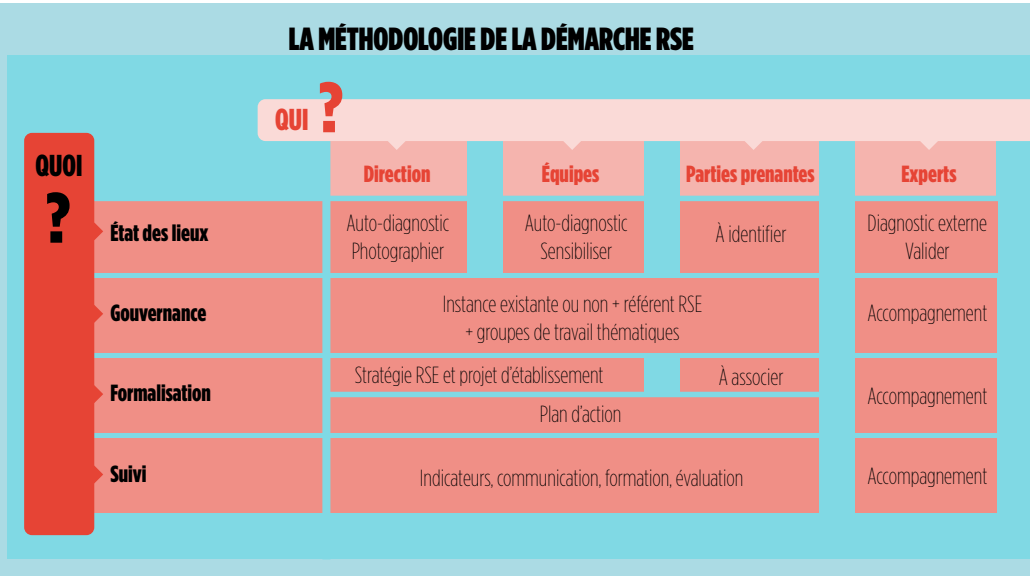 LA MÉTHODOLOGIE DE LA DÉMARCHE RSE
QUI ?
QUOI
?
Direction
Équipes
Parties prenantes
Experts
État des lieux
Auto-diagnostic
Photographier
Auto-diagnostic
Sensibiliser
À identifier
Diagnostic externe
Valider
Gouvernance
Instance existante ou non + référent RSE
+ groupes de travail thématiques
Accompagnement
Formalisation
Stratégie RSE et projet d'établissement
À associer
Plan d'action
Accompagnement
Suivi
Indicateurs, communication, formation, évaluation
Accompagnement